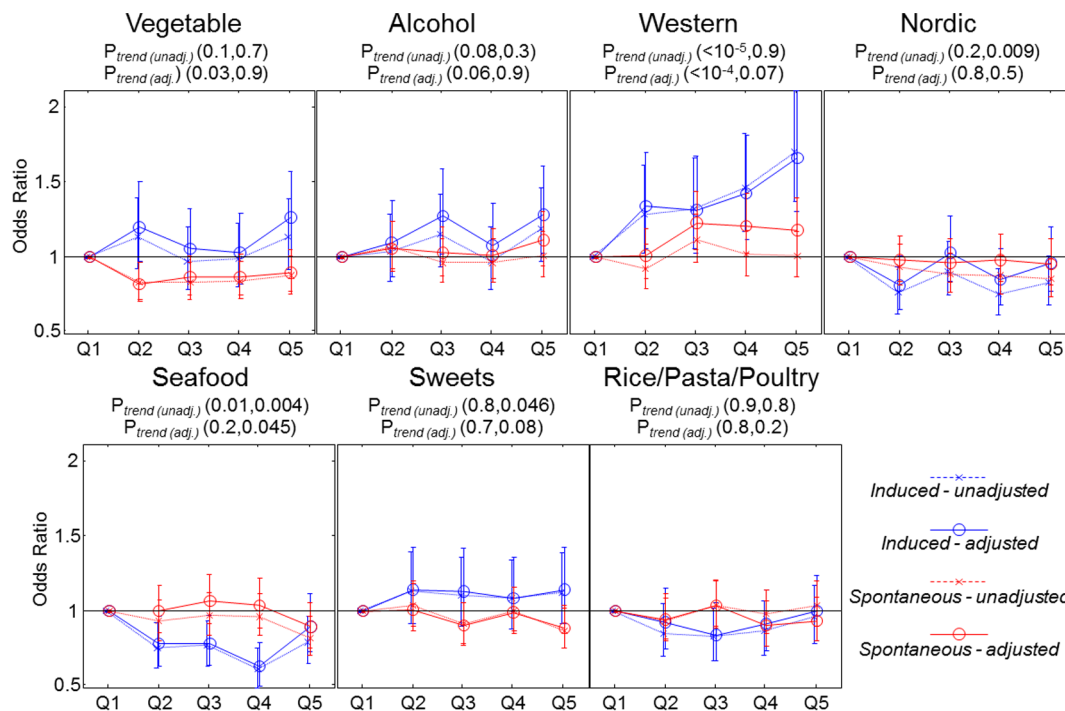 Vegetable Alcohol Western Nordic
Ptrend (unadj.) (0.1,0.7) Ptrend (unadj.) (0.08,0.3) Ptrend (unadj.) (<10-5,0.9) Ptrend (unadj.) (0.2,0.009)
Ptrend (adj.) (0.03,0.9) Ptrend (adj.) (0.06,0.9) Ptrend (adj.) (<10-4,0.07) Ptrend (adj.) (0.8,0.5)
2
1.5
1
0.5
Odds Ratio
Q1 Q2 Q3 Q4 Q5 Q1 Q2 Q3 Q4 Q5 Q1 Q2 Q3 Q4 Q5 Q1 Q2 Q3 Q4 Q5
Seafood Sweets Rice/Pasta/Poultry
Ptrend (unadj.) (0.01,0.004) Ptrend (unadj.) (0.8,0.046) Ptrend (unadj.) (0.9,0.8)
Ptrend (adj.) (0.2,0.045) Ptrend (adj.) (0.7,0.08) Ptrend (adj.) (0.8,0.2)
2
1.5
1
0.5
Odds Ratio
Q1 Q2 Q3 Q4 Q5 Q1 Q2 Q3 Q4 Q5 Q1 Q2 Q3 Q4 Q5
Induced - unadjusted
Induced - adjusted
Spontaneous - unadjusted
Spontaneous - adjusted